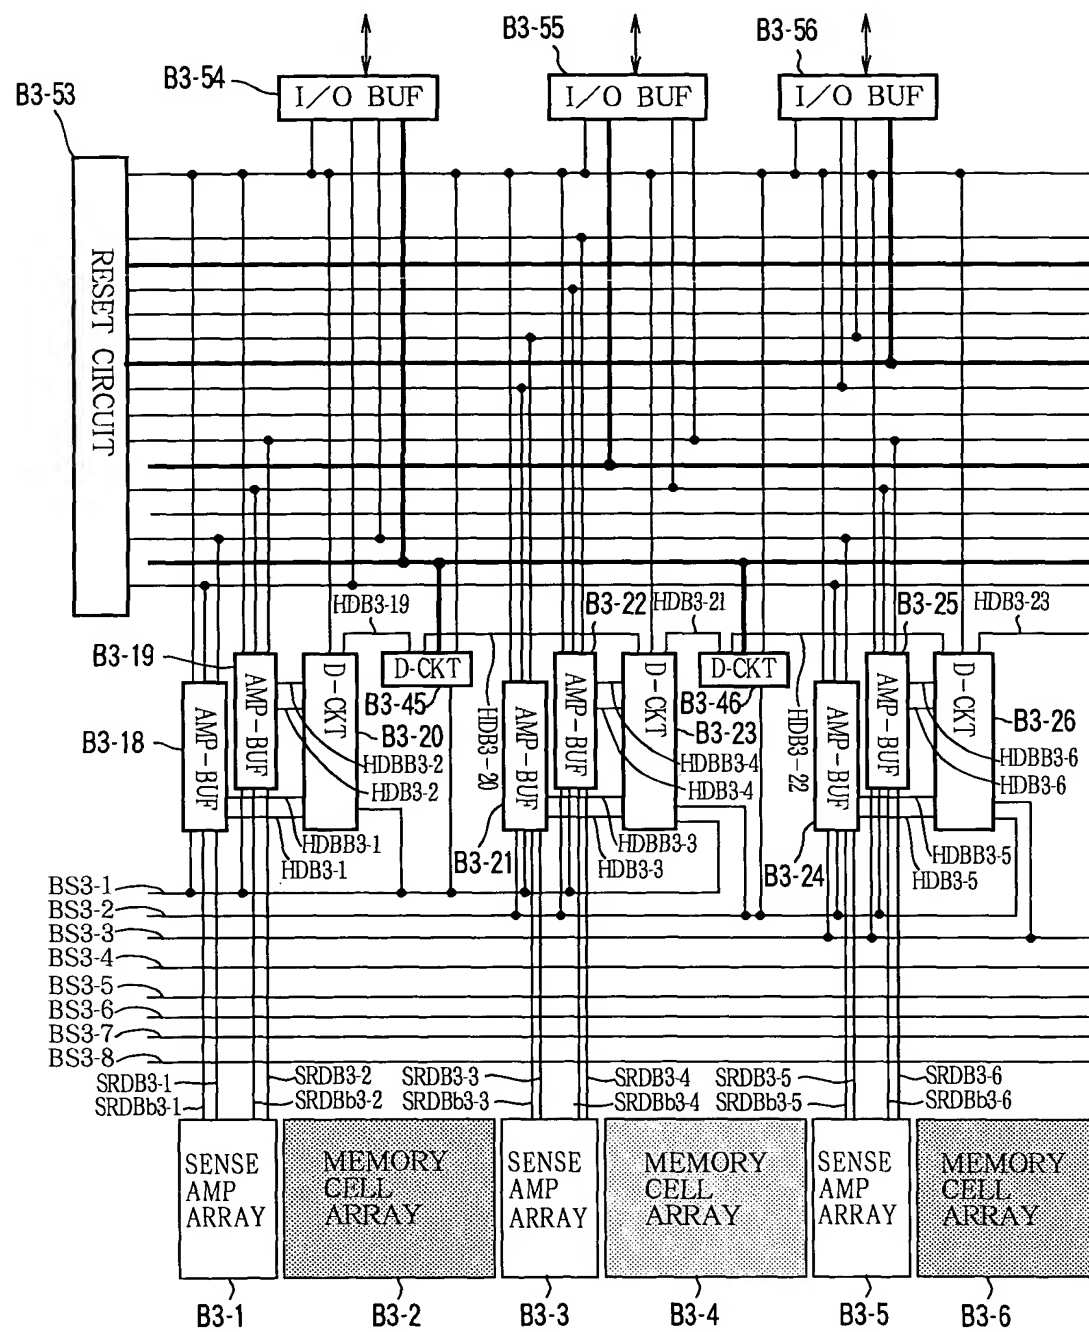 B3-55
B3-56
B3-54
B3-53
I/O BUF
I/O BUF
I/O BUF
RESET CIRCUIT
HDB3-19
B3-22
HDB3-21
B3-25
HDB3-23
B3-19
AMP-BUF
D-CKT
D-CKT
AMP-BUF
D-CKT
D-CKT
AMP-BUF
D-CKT
B3-45
B3-46
B3-18
AMP-BUF
B3-20
HDB3-20
AMP-BUF
B3-23
HDB3-22
AMP-BUF
B3-26
HDBB3-2
HDB3-2
HDBB3-4
HDB3-4
HDBB3-6
HDB3-6
HDBB3-1
HDB3-1
B3-21
HDBB3-3
HDB3-3
B3-24
HDBB3-5
HDB3-5
BS3-1
BS3-2
BS3-3
BS3-4
BS3-5
BS3-6
BS3-7
BS3-8
SRDB3-1
SRDBb3-1
SRDB3-2
SRDBb3-2
SRDB3-3
SRDBb3-3
SRDB3-4
SRDBb3-4
SRDB3-5
SRDBb3-5
SRDB3-6
SRDBb3-6
SENSE
AMP
ARRAY
MEMORY
CELL
ARRAY
SENSE
AMP
ARRAY
MEMORY
CELL
ARRAY
SENSE
AMP
ARRAY
MEMORY
CELL
ARRAY
B3-1
B3-2
B3-3
B3-4
B3-5
B3-6